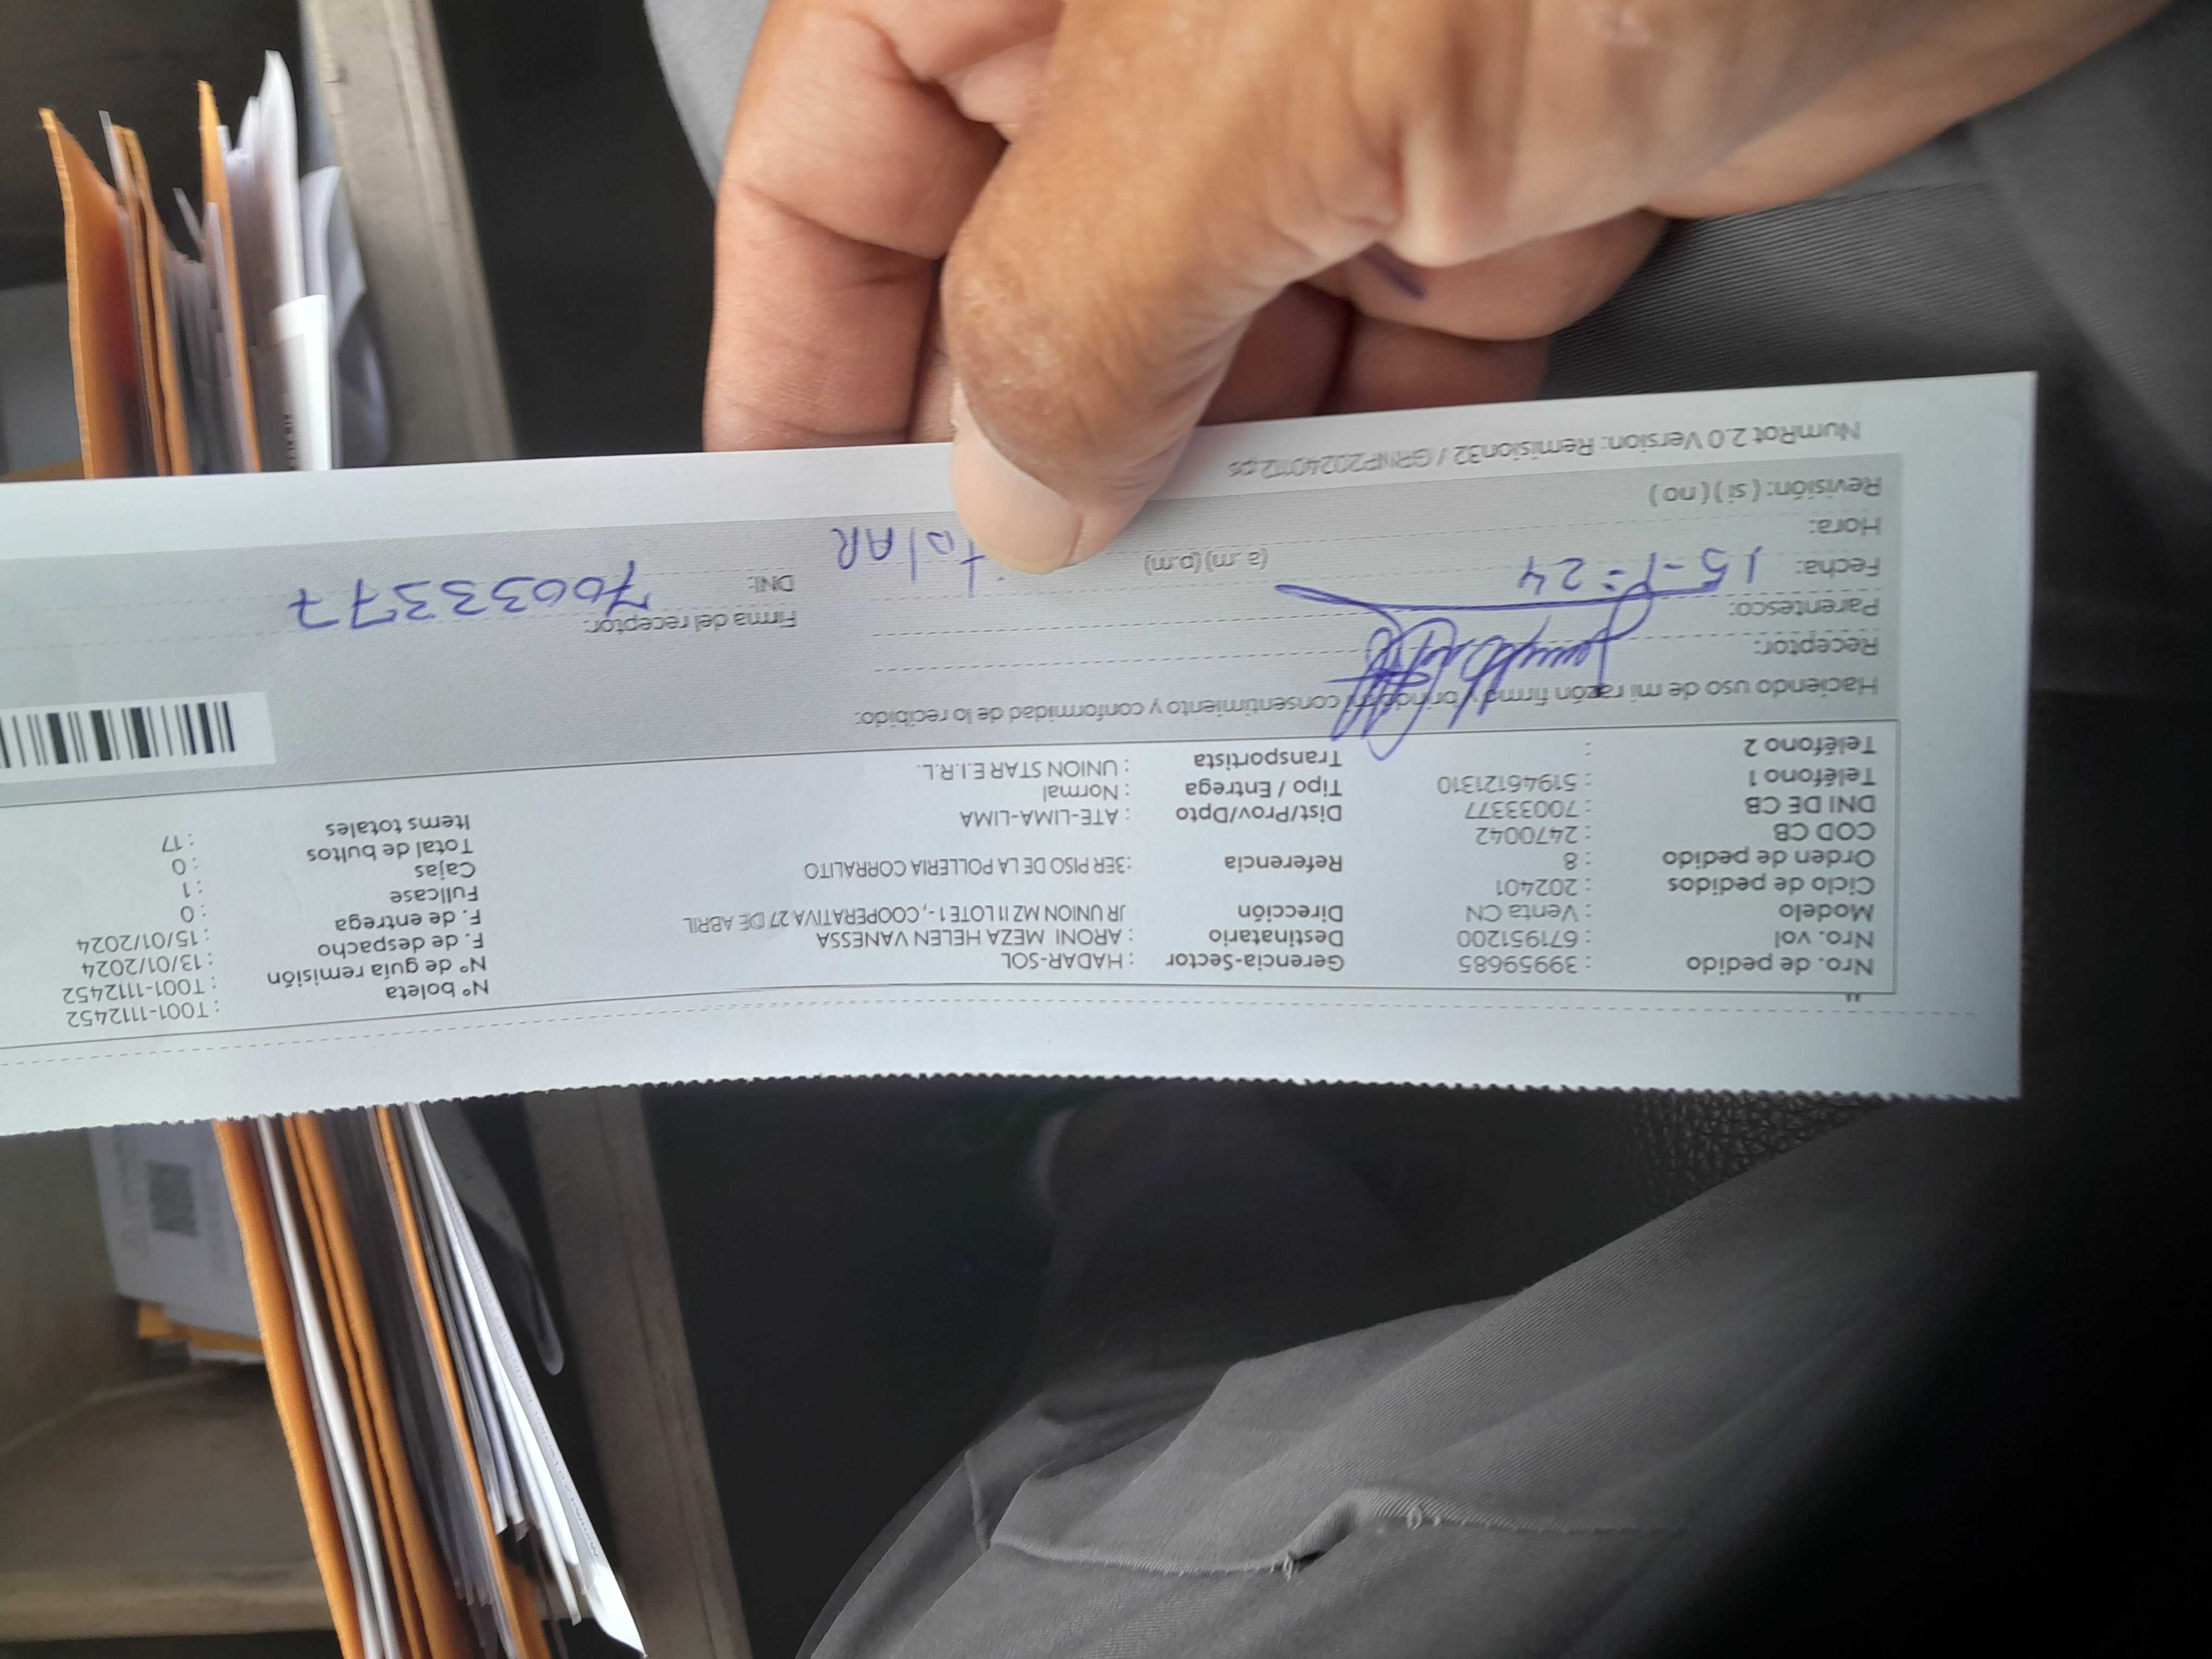 Nro. de pedido : 39959685 Gerencia-Sector : HADAR-SOL Nº boleta : T001-1112452
Nro. vol : 671951200 Destinatario : ARONI MEZA HELEN VANESSA Nº de guía remisión : T001-1112452
Modelo : Venta CN Dirección JR UNION MZ I1 LOTE 1 -, COOPERATIVA 27 DE ABRIL F. de despacho : 13/01/2024
Ciclo de pedidos : 202401 F. de entrega : 15/01/2024
Orden de pedido : 8 Referencia : 3ER PISO DE LA POLLERIA CORRALITO Fullcase : 0
COD CB : 2470042 Cajas : 1
DNI DE CB : 70033377 Dist/Prov/Dpto : ATE-LIMA-LIMA Total de bultos : 0
Teléfono 1 : 51946121310 Tipo / Entrega : Normal Items totales : 17
Teléfono 2 : Transportista : UNION STAR E.I.R.L.
Haciendo uso de mi razón firmo y brindo mi consentimiento y conformidad de lo recibido:
Receptor:
Parentesco: Firma del receptor:
Fecha: 15-1-24 DNI: 70033377
Hora: (a.m) (p.m)
Revisión: ( si ) ( no )
NumRot 2.0 Version: Remision32 / GRNP20240112.ps